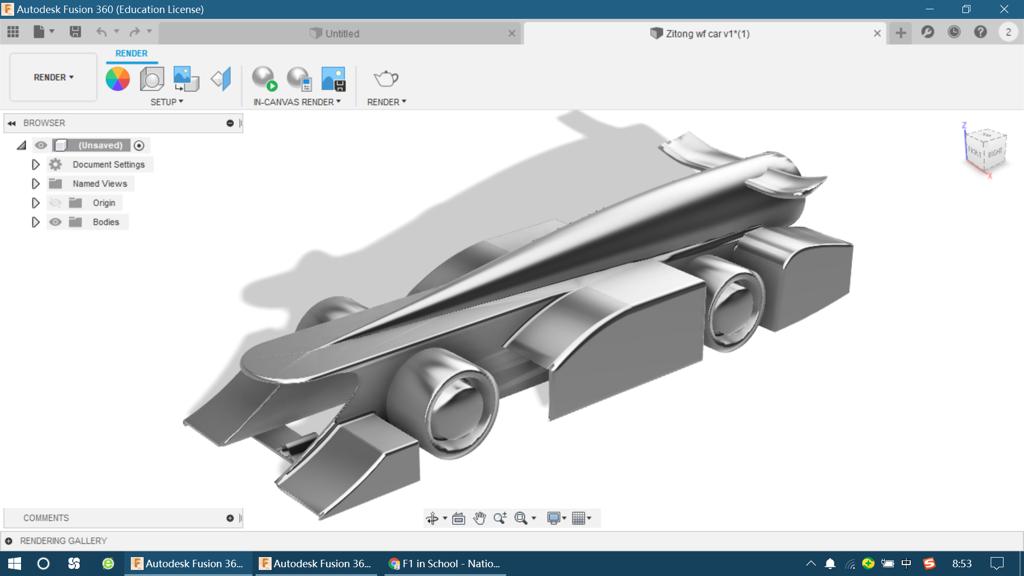 Autodesk Fusion 360 (Education License)
Untitled
Zitong wf car v1*(1)
2
RENDER
RENDER
SETUP
IN-CANVAS RENDER
RENDER
BROWSER
(Unsaved)
Document Settings
Named Views
Origin
Bodies
Z
TOP
FRONT
RIGHT
X
COMMENTS
RENDERING GALLERY
Autodesk Fusion 36...
Autodesk Fusion 36...
F1 in School - Natio...
中
8:53